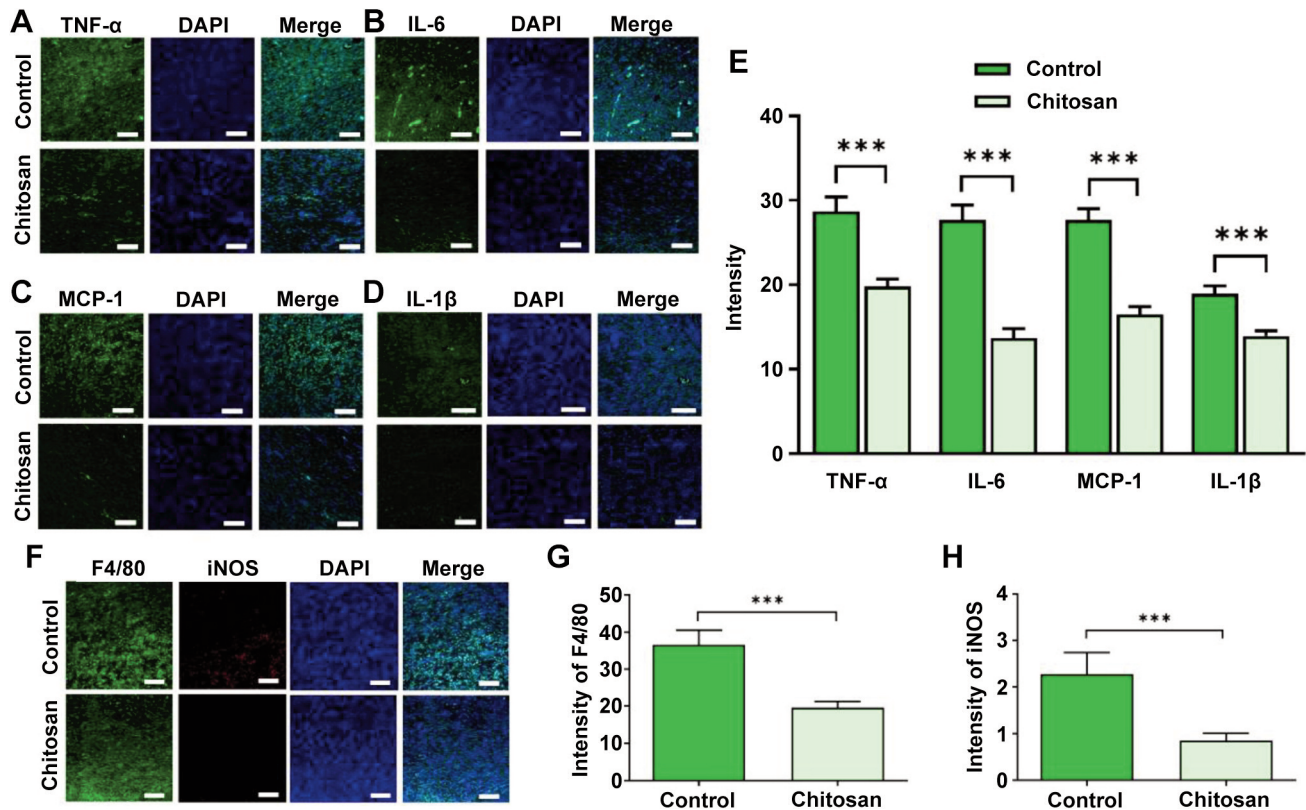 A TNF-α DAPI Merge
Control
Chitosan
B IL-6 DAPI Merge
C MCP-1 DAPI Merge
Control
Chitosan
D IL-1β DAPI Merge
E
Control
Chitosan
Intensity
40
30
20
10
0
***
***
***
***
TNF-α IL-6 MCP-1 IL-1β
F F4/80 iNOS DAPI Merge
Control
Chitosan
G
Intensity of F4/80
50
40
30
20
10
0
***
Control Chitosan
H
Intensity of iNOS
4
3
2
1
0
***
Control Chitosan